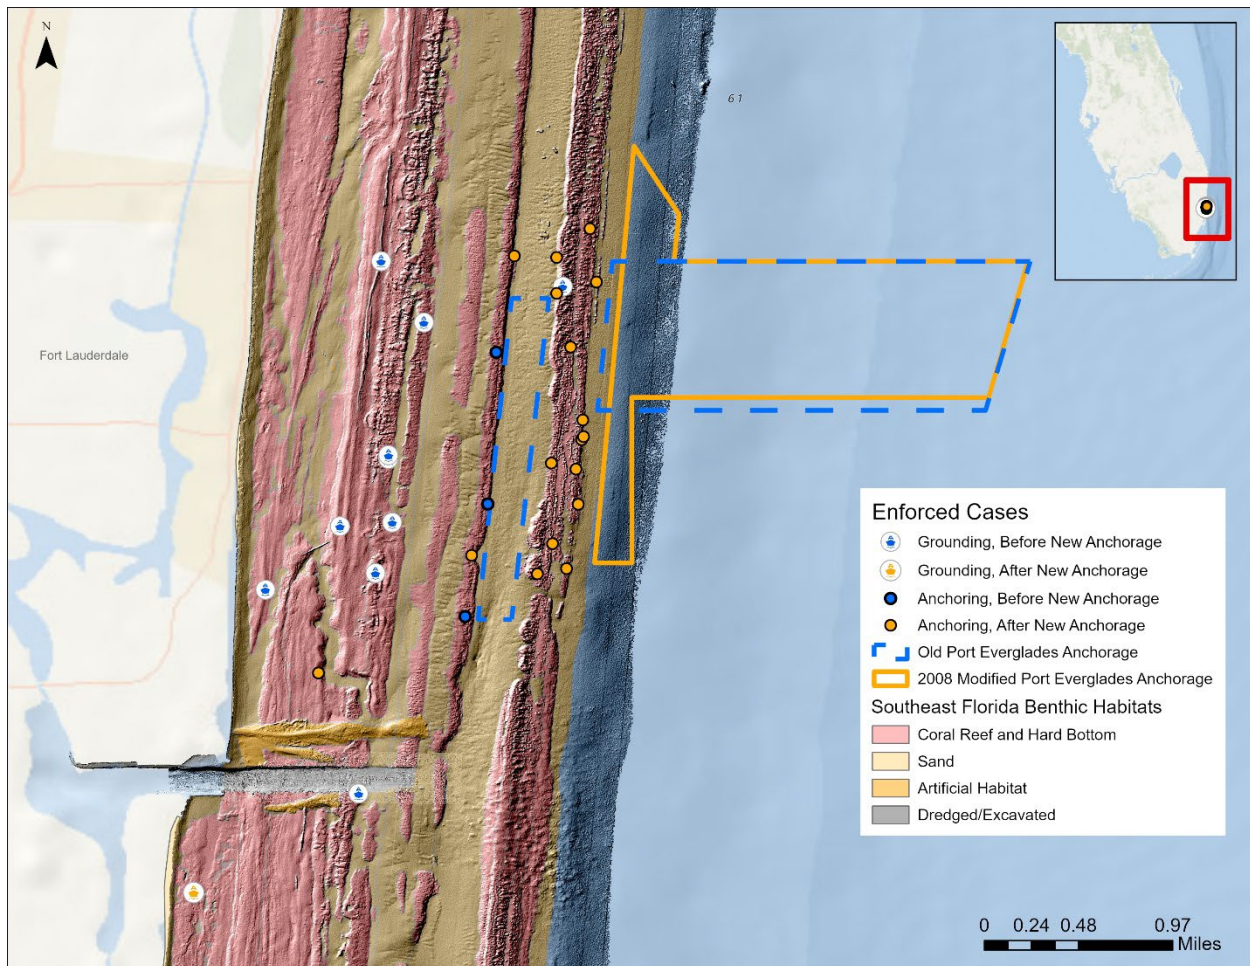 N
61
Fort Lauderdale
Enforced Cases
Grounding, Before New Anchorage
Grounding, After New Anchorage
Anchoring, Before New Anchorage
Anchoring, After New Anchorage
Old Port Everglades Anchorage
2008 Modified Port Everglades Anchorage
Southeast Florida Benthic Habitats
Coral Reef and Hard Bottom
Sand
Artificial Habitat
Dredged/Excavated
0 0.24 0.48 0.97
Miles